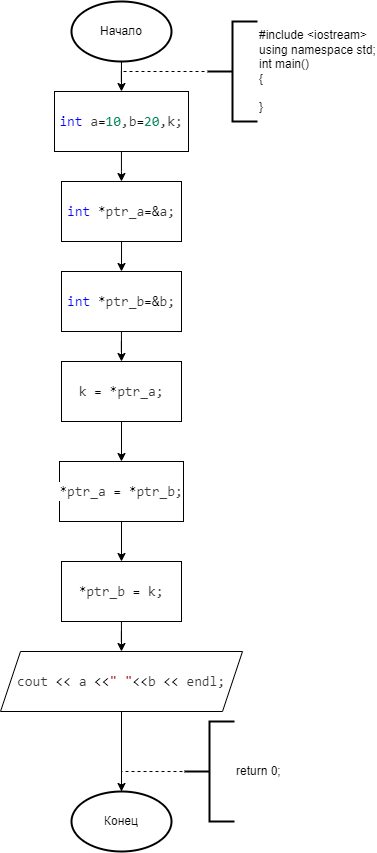 Начало
#include <iostream>
using namespace std;
int main()
{
}
int a=10,b=20,k;
int *ptr_a=&a;
int *ptr_b=&b;
k = *ptr_a;
*ptr_a = *ptr_b;
*ptr_b = k;
cout << a <<" "<<b << endl;
return 0;
Конец